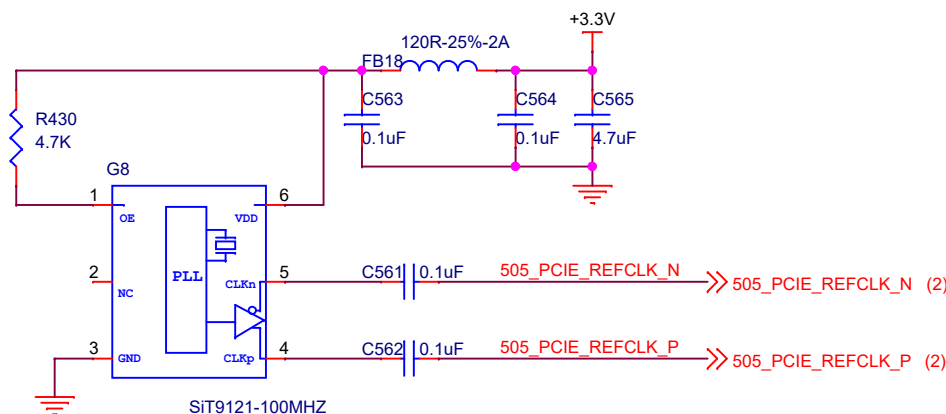 +3.3V
120R-25%-2A
FB18
C563
C564
C565
R430
0.1uF
0.1uF
4.7uF
4.7K
G8
1
6
OE
VDD
PLL
2
5
C561
0.1uF
505_PCIE_REFCLK_N
505_PCIE_REFCLK_N (2)
NC
CLKn
3
4
C562
0.1uF
505_PCIE_REFCLK_P
505_PCIE_REFCLK_P (2)
GND
CLKp
SiT9121-100MHZ